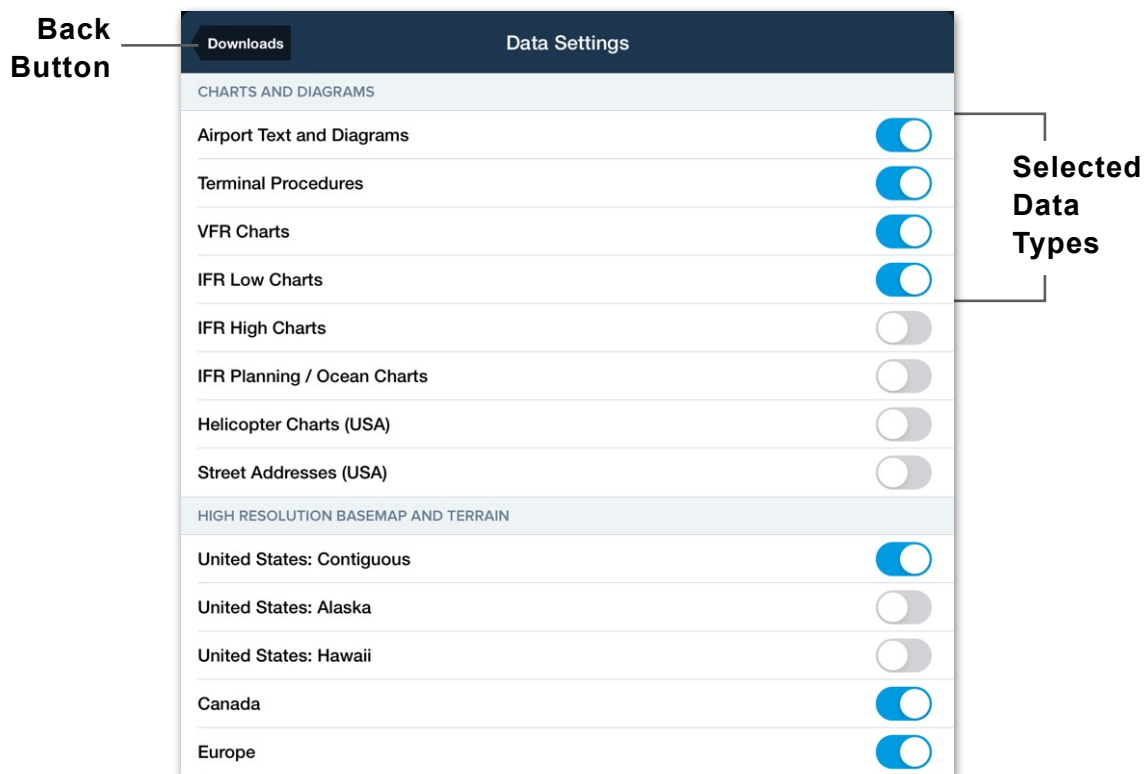 Back
Button
Downloads
Data Settings
CHARTS AND DIAGRAMS
Airport Text and Diagrams
Terminal Procedures
VFR Charts
IFR Low Charts
IFR High Charts
IFR Planning / Ocean Charts
Helicopter Charts (USA)
Street Addresses (USA)
HIGH RESOLUTION BASEMAP AND TERRAIN
United States: Contiguous
United States: Alaska
United States: Hawaii
Canada
Europe
Selected
Data
Types